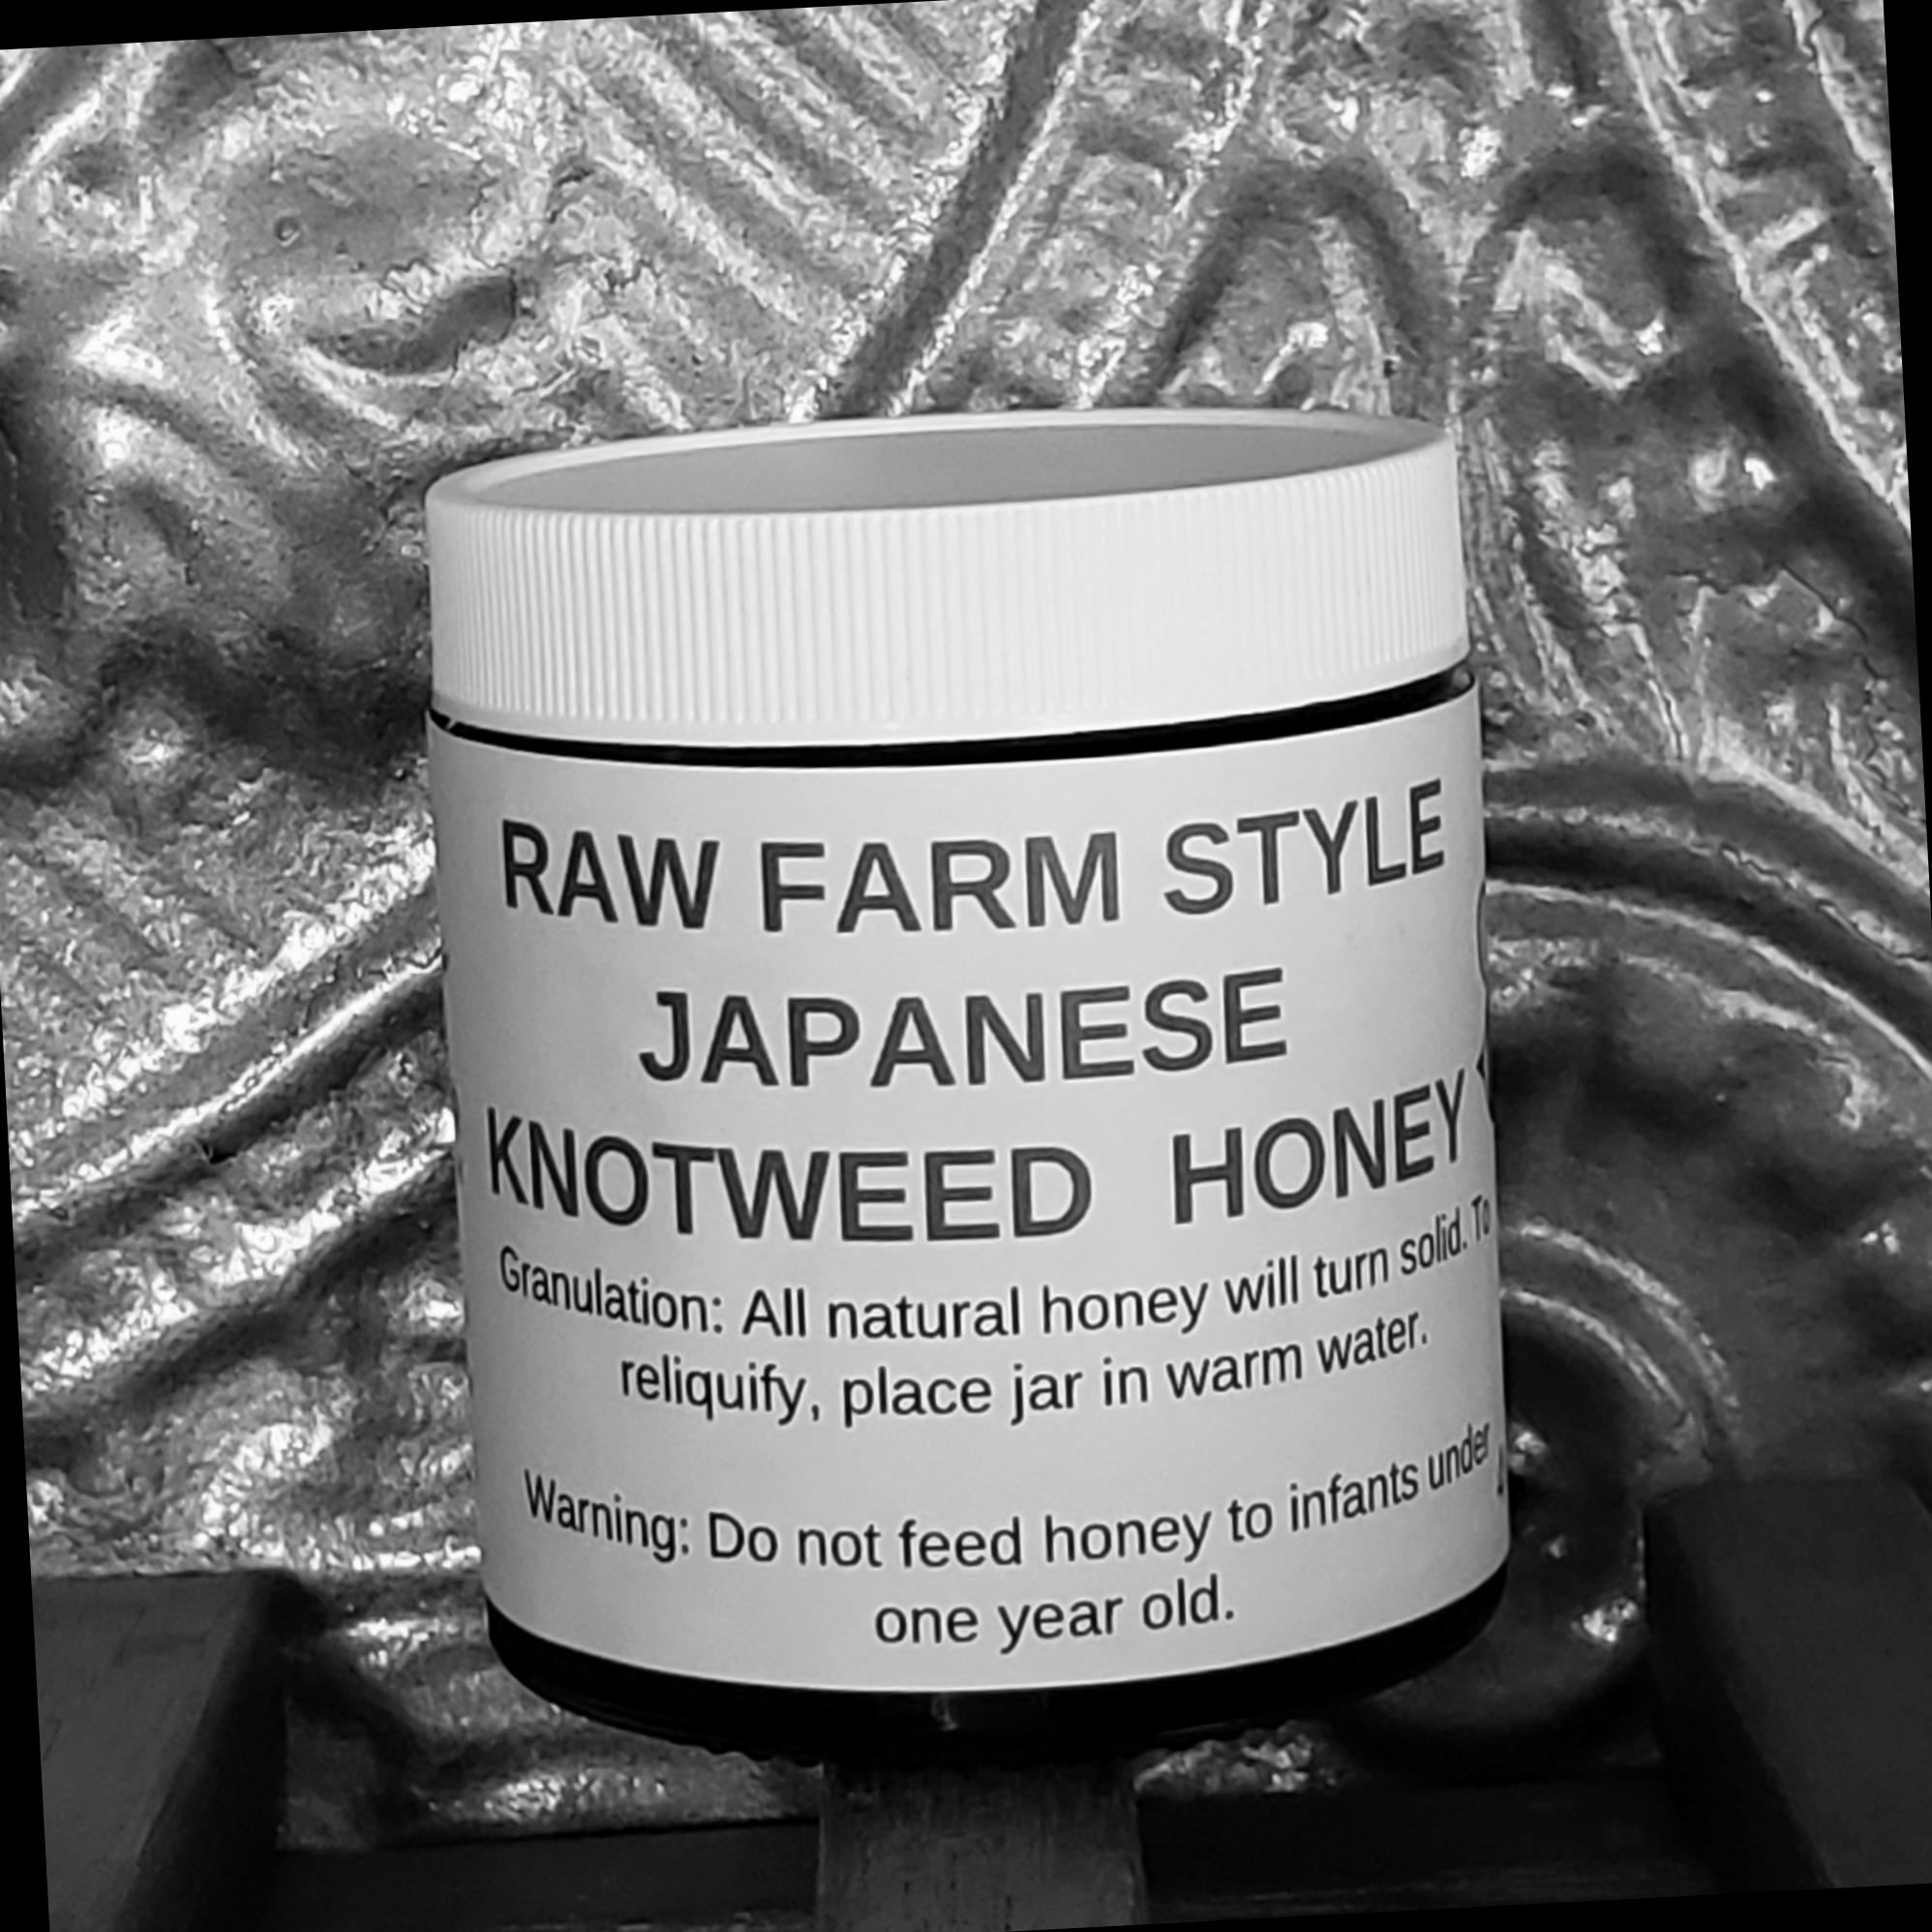 RAW FARM STYLE
JAPANESE
KNOTWEED HONEY
Granulation: All natural honey will turn solid. To
reliquify, place jar in warm water.
Warning: Do not feed honey to infants under
one year old.